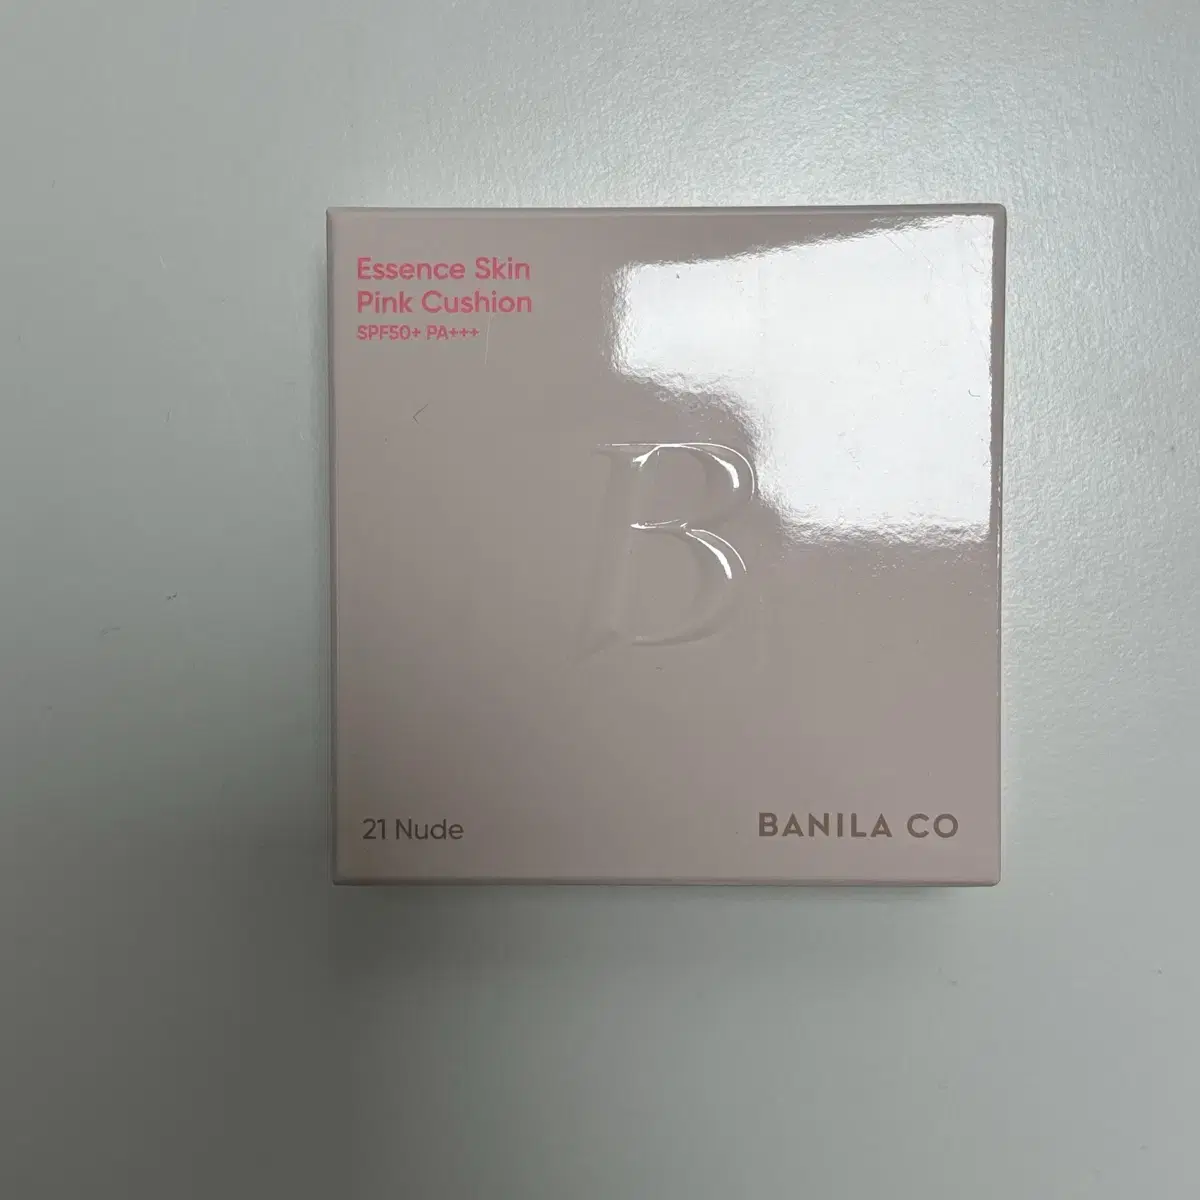 Essence Skin
Pink Cushion
SPF50+ PA+++
B
21 Nude
BANILA CO